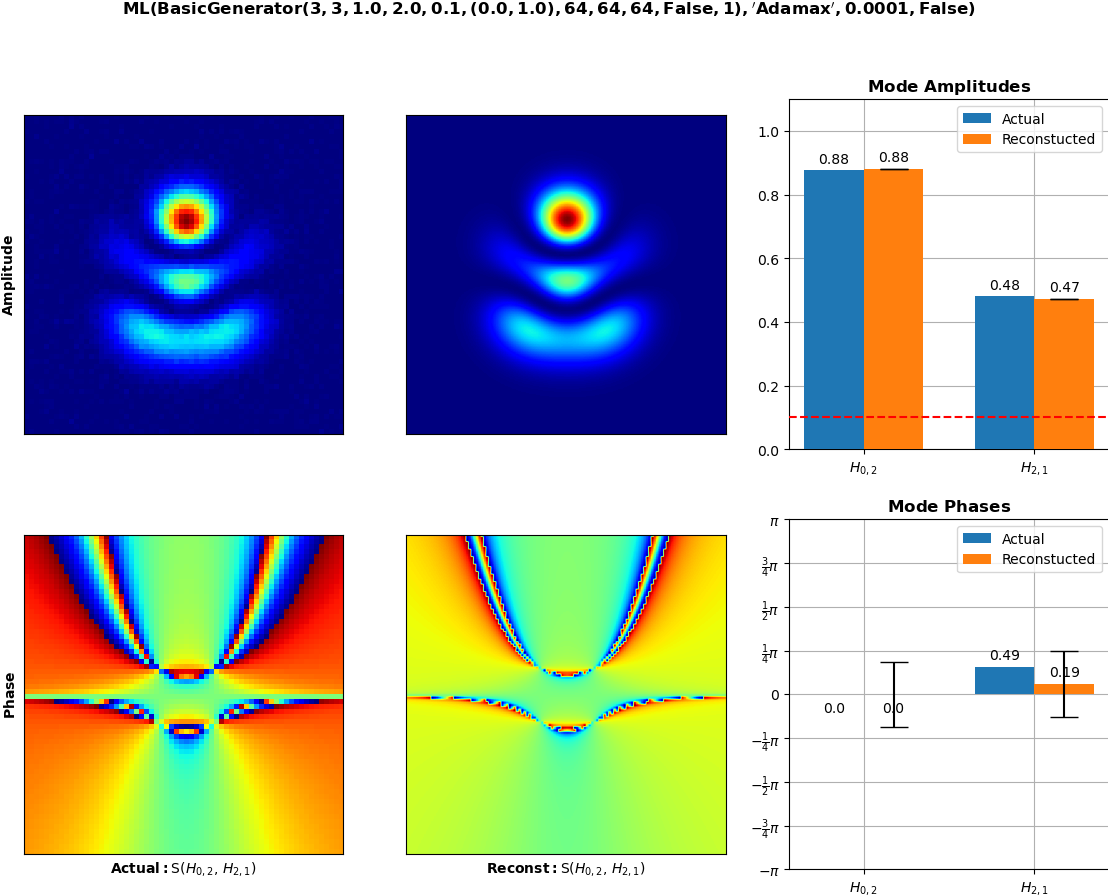 ML(BasicGenerator(3, 3, 1.0, 2.0, 0.1, (0.0, 1.0), 64, 64, 64, False, 1), ′Adamax′, 0.0001, False)
Amplitude
Mode Amplitudes
Actual
Reconstucted
1.0
0.8
0.6
0.4
0.2
0.0
0.88
0.88
0.48
0.47
H₀,₂
H₂,₁
Phase
Actual: S(H₀,₂, H₂,₁)
Reconst: S(H₀,₂, H₂,₁)
Mode Phases
Actual
Reconstucted
π
3/4π
1/2π
1/4π
0
−1/4π
−1/2π
−3/4π
−π
0.0
0.0
0.49
0.19
H₀,₂
H₂,₁